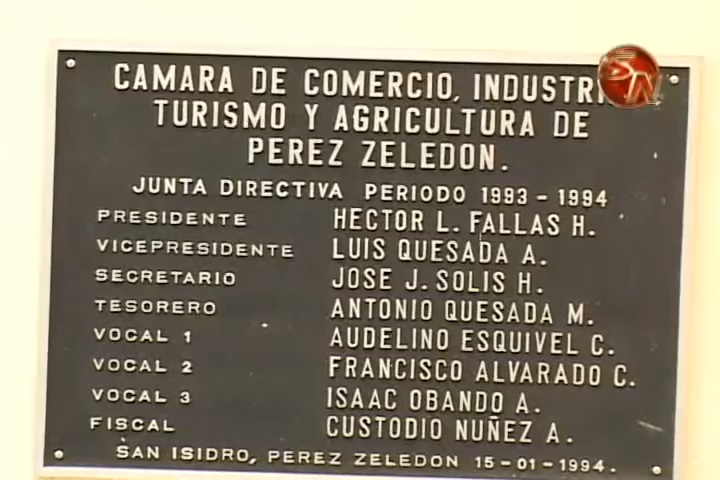 CAMARA DE COMERCIO, INDUSTRI
TURISMO Y AGRICULTURA DE
PEREZ ZELEDON.
JUNTA DIRECTIVA PERIODO 1993 - 1994
PRESIDENTE HECTOR L. FALLAS H.
VICEPRESIDENTE LUIS QUESADA A.
SECRETARIO JOSE J. SOLIS H.
TESORERO ANTONIO QUESADA M.
VOCAL 1 AUDELINO ESQUIVEL C.
VOCAL 2 FRANCISCO ALVARADO C.
VOCAL 3 ISAAC OBANDO A.
FISCAL CUSTODIO NUÑEZ A.
SAN ISIDRO, PEREZ ZELEDON 15-01-1994.